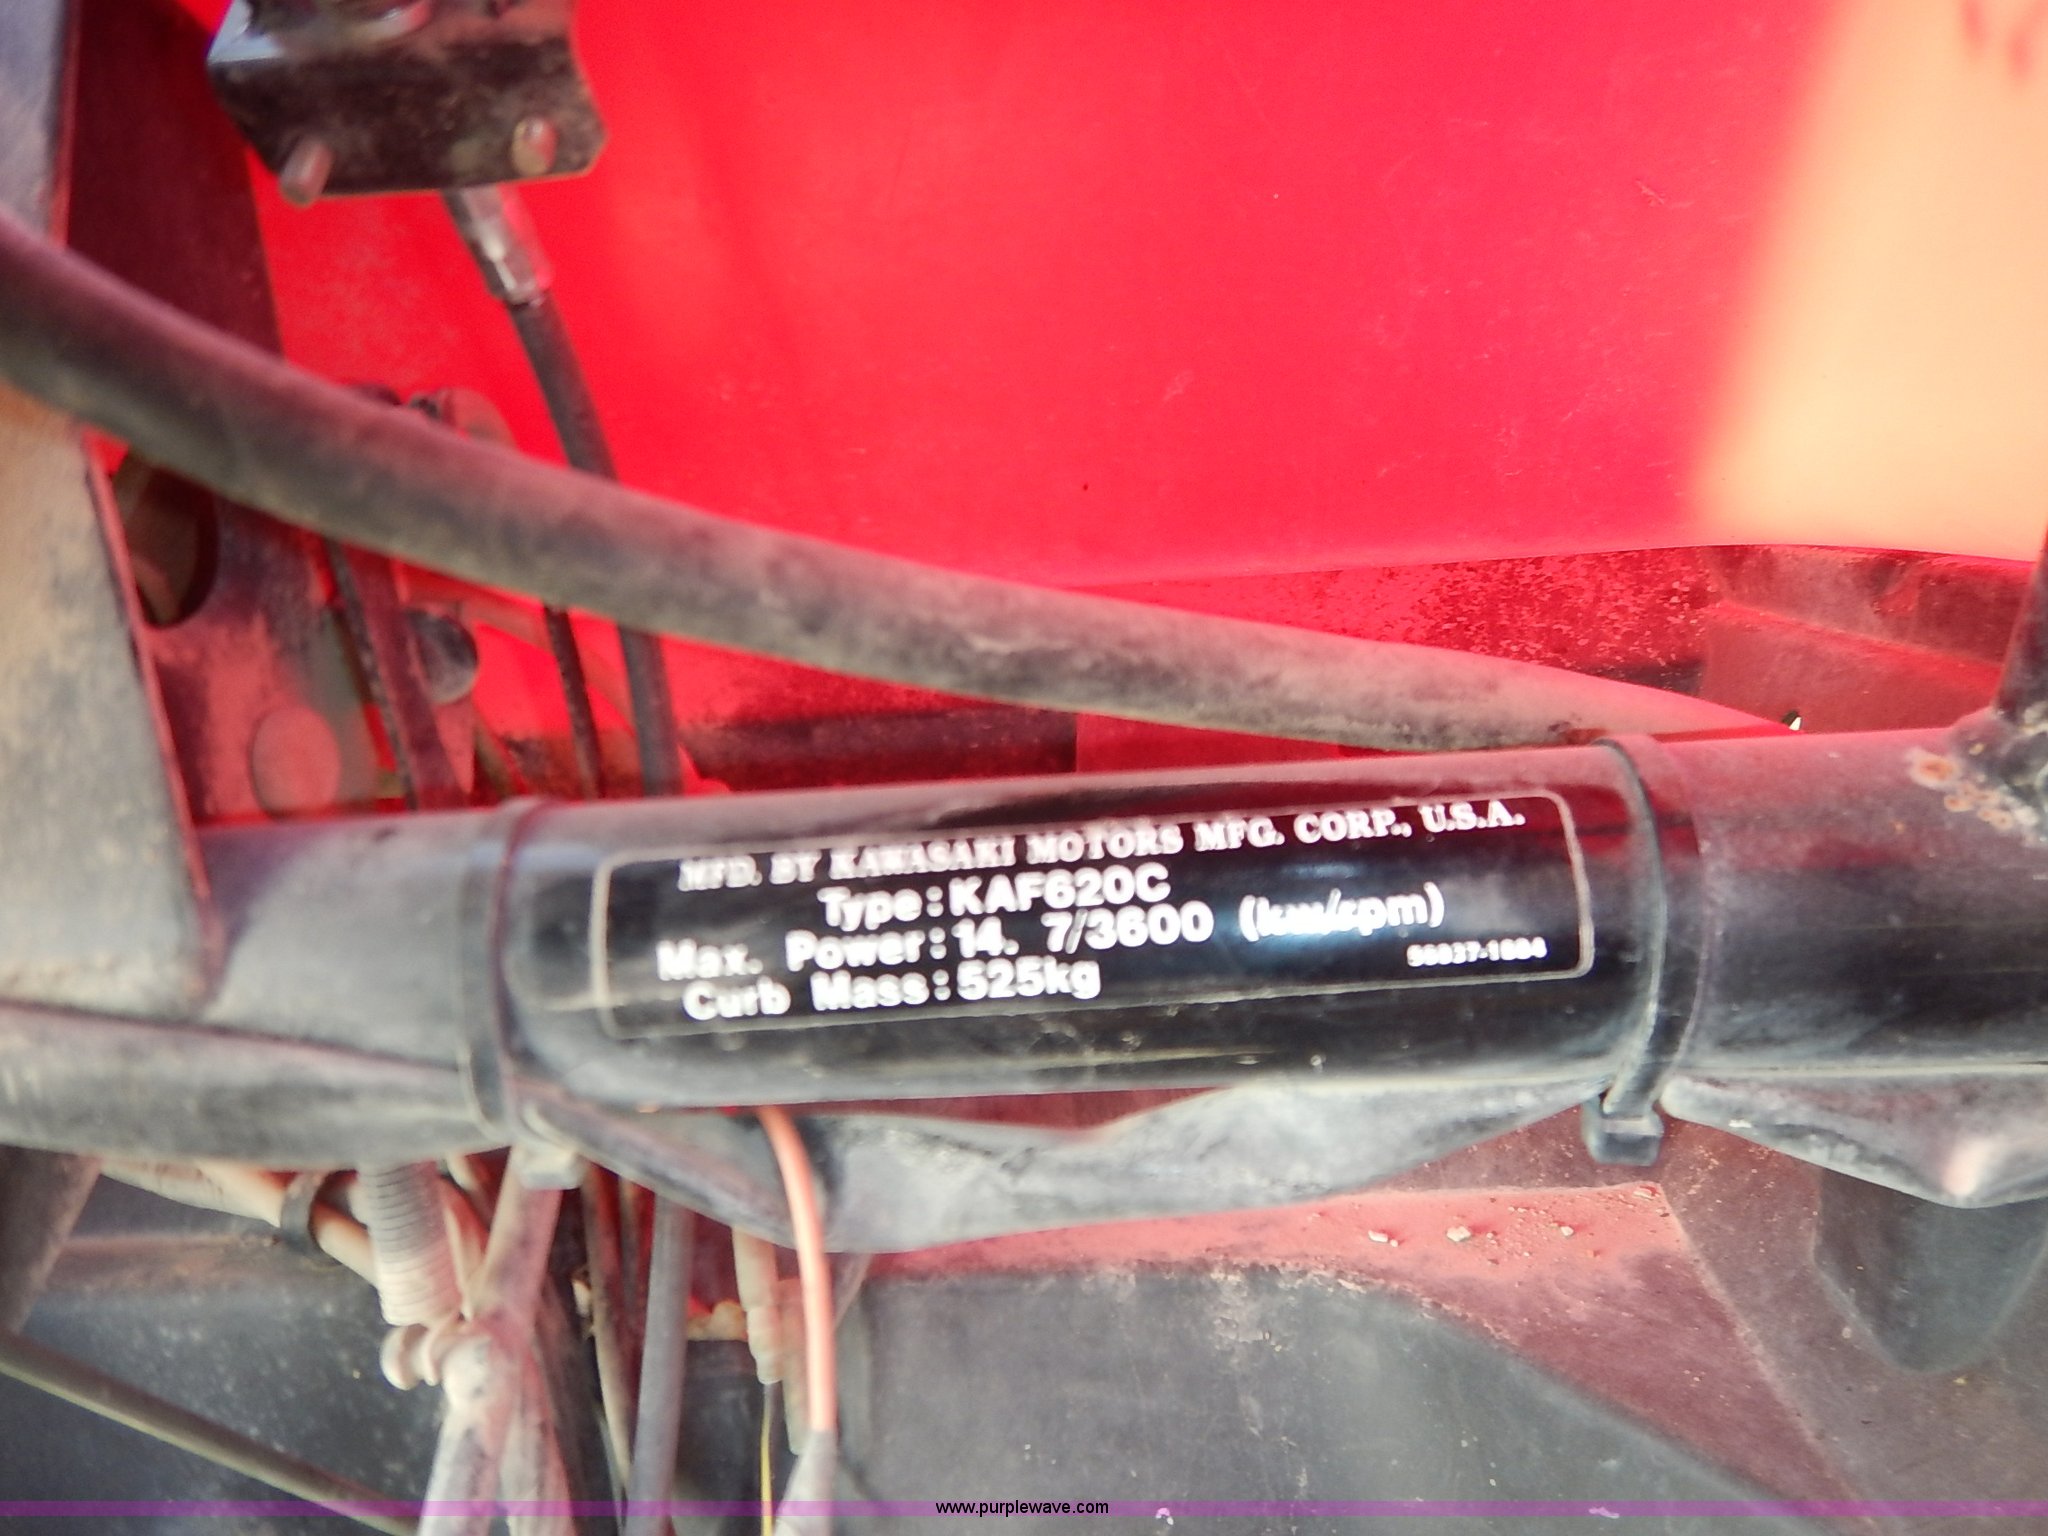 MFD. BY KAWASAKI MOTORS MFG. CORP., U.S.A.
Type: KAF620C
Max. Power: 14. 7/3600 (kw/rpm)
Curb Mass: 525kg
www.purplewave.com